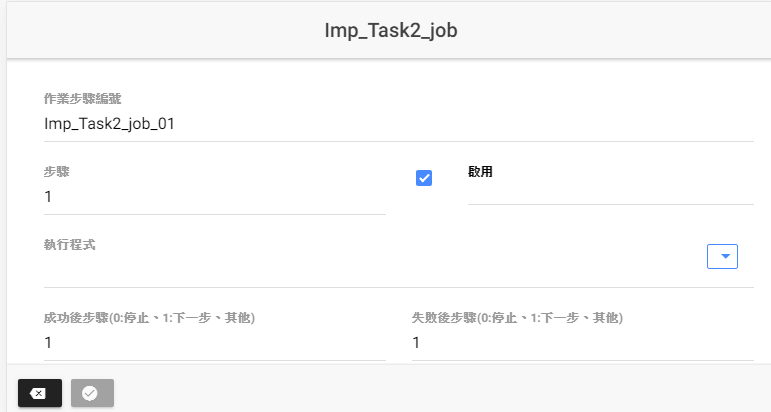 Imp_Task2_job
作業步驟編號
Imp_Task2_job_01
步驟
啟用
1
執行程式
成功後步驟(0:停止、1:下一步、其他)
失敗後步驟(0:停止、1:下一步、其他)
1
1